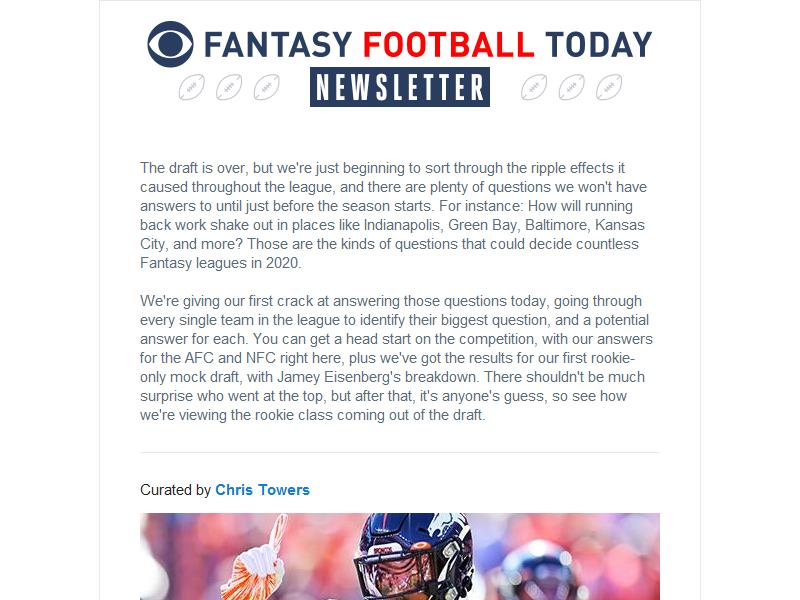 FANTASY FOOTBALL TODAY
NEWSLETTER
The draft is over, but we're just beginning to sort through the ripple effects it
caused throughout the league, and there are plenty of questions we won't have
answers to until just before the season starts. For instance: How will running
back work shake out in places like Indianapolis, Green Bay, Baltimore, Kansas
City, and more? Those are the kinds of questions that could decide countless
Fantasy leagues in 2020.
We're giving our first crack at answering those questions today, going through
every single team in the league to identify their biggest question, and a potential
answer for each. You can get a head start on the competition, with our answers
for the AFC and NFC right here, plus we've got the results for our first rookie-
only mock draft, with Jamey Eisenberg's breakdown. There shouldn't be much
surprise who went at the top, but after that, it's anyone's guess, so see how
we're viewing the rookie class coming out of the draft.
Curated by Chris Towers